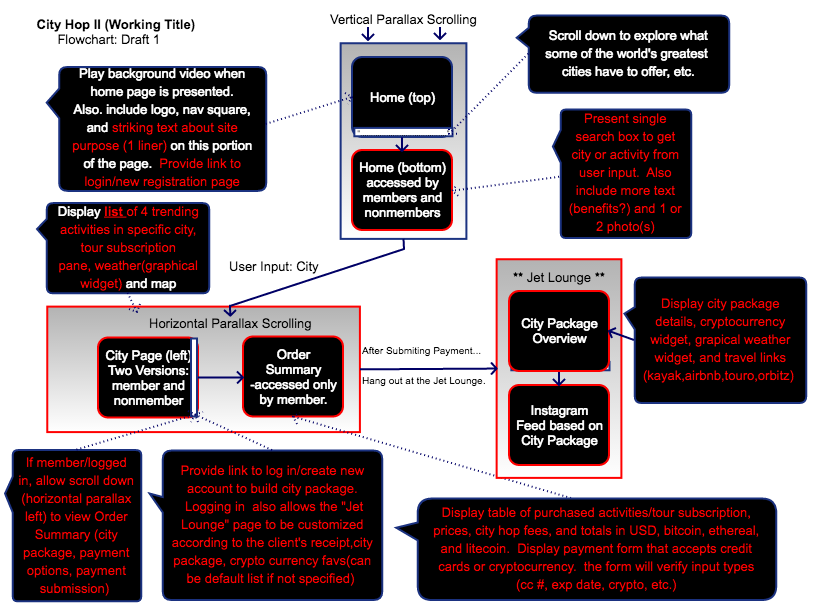 City Hop II (Working Title)
Flowchart: Draft 1
Vertical Parallax Scrolling
Scroll down to explore what
some of the world's greatest
cities have to offer, etc.
Play background video when
home page is presented.
Also. include logo, nav square,
and striking text about site
purpose (1 liner) on this portion
of the page. Provide link to
login/new registration page
Home (top)
Home (bottom)
accessed by
members and
nonmembers
Present single
search box to get
city or activity from
user input. Also
include more text
(benefits?) and 1 or
2 photo(s)
Display list of 4 trending
activities in specific city,
tour subscription
pane, weather(graphical
widget) and map
User Input: City
** Jet Lounge **
City Package
Overview
Instagram
Feed based on
City Package
Display city package
details, cryptocurrency
widget, grapical weather
widget, and travel links
(kayak,airbnb,touro,orbitz)
Horizontal Parallax Scrolling
City Page (left)
Two Versions:
member and
nonmember
Order
Summary
-accessed only
by member.
After Submiting Payment...
Hang out at the Jet Lounge.
If member/logged
in, allow scroll down
(horizontal parallax
left) to view Order
Summary (city
package, payment
options, payment
submission)
Provide link to log in/create new
account to build city package.
Logging in also allows the "Jet
Lounge" page to be customized
according to the client's receipt,city
package, crypto currency favs(can
be default list if not specified)
Display table of purchased activities/tour subscription,
prices, city hop fees, and totals in USD, bitcoin, ethereal,
and litecoin. Display payment form that accepts credit
cards or cryptocurrency. the form will verify input types
(cc #, exp date, crypto, etc.)